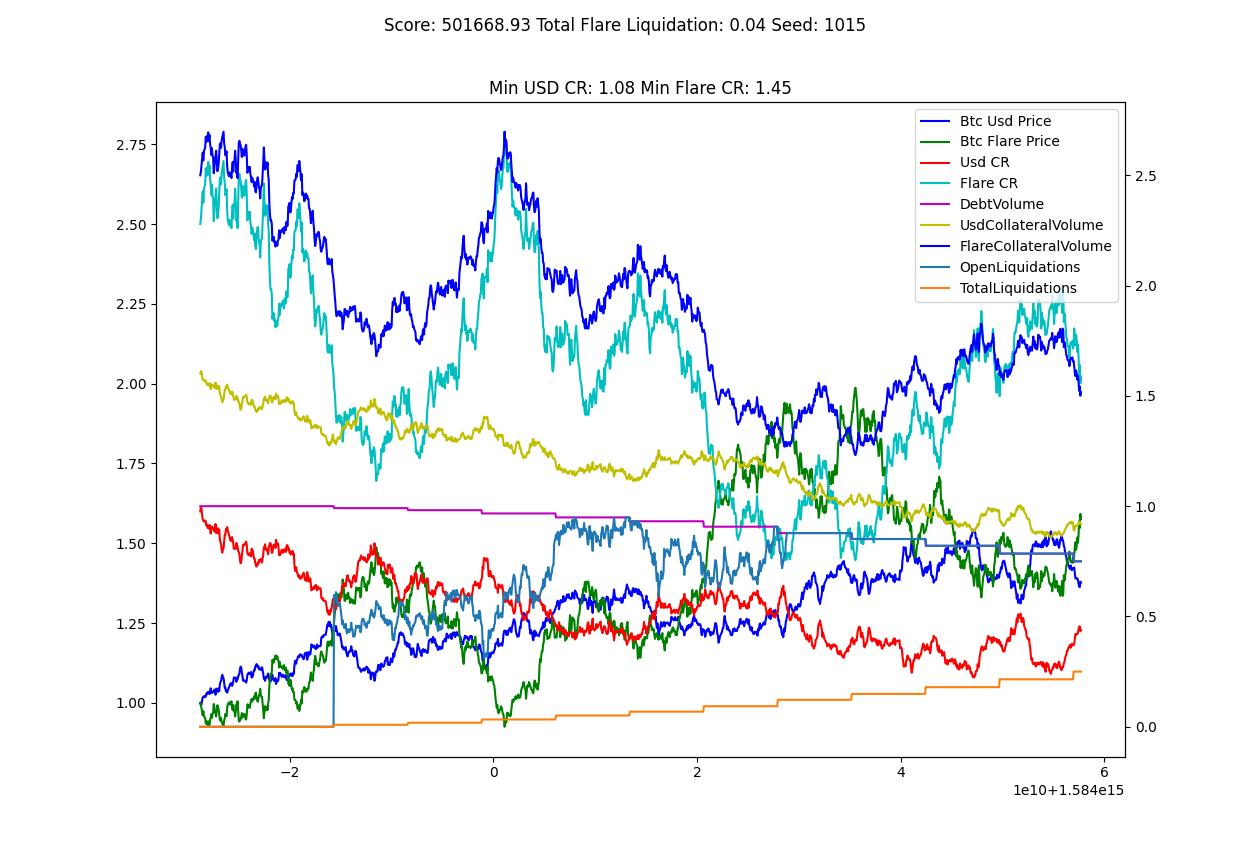 Score: 501668.93 Total Flare Liquidation: 0.04 Seed: 1015
Min USD CR: 1.08 Min Flare CR: 1.45
Btc Usd Price
Btc Flare Price
Usd CR
Flare CR
DebtVolume
UsdCollateralVolume
FlareCollateralVolume
OpenLiquidations
TotalLiquidations
2.75
2.50
2.25
2.00
1.75
1.50
1.25
1.00
2.5
2.0
1.5
1.0
0.5
0.0
−2
0
2
4
6
1e10+1.584e15